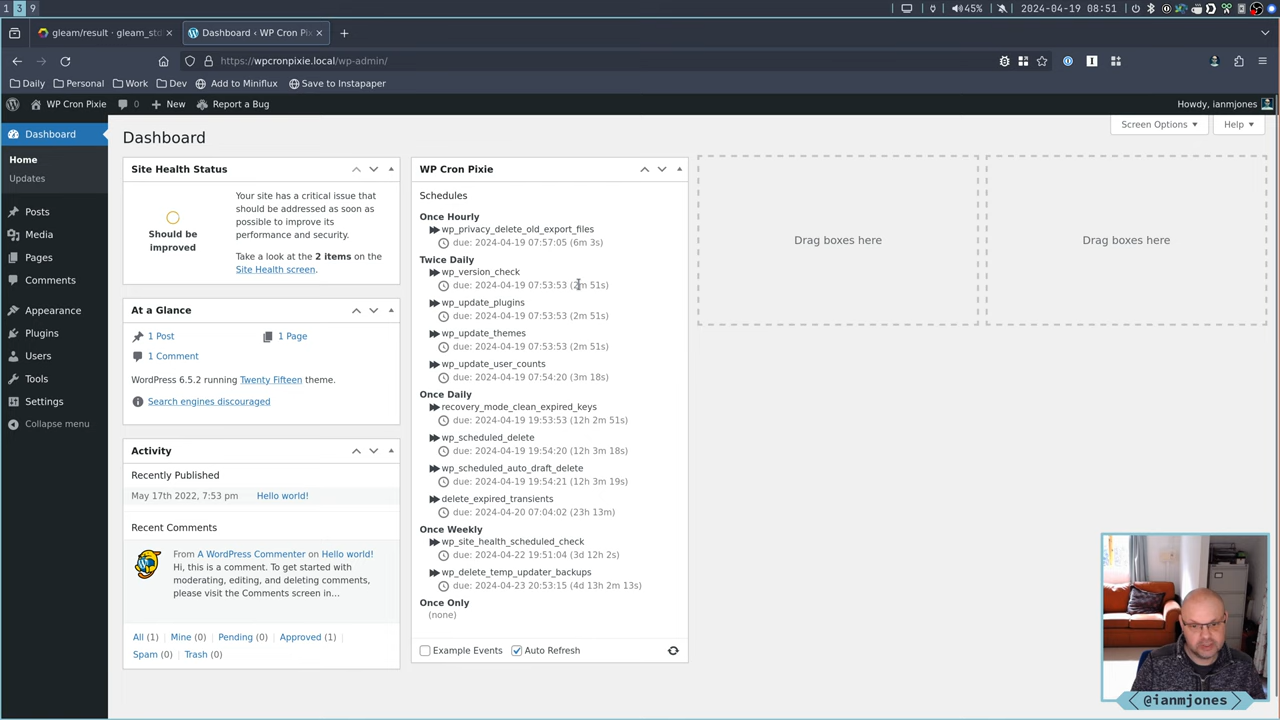 1 3 9
45%
2024-04-19 08:51
gleam/result · gleam_std
Dashboard ‹ WP Cron Pix
https://wpcronpixie.local/wp-admin/
Daily
Personal
Work
Dev
Add to Miniflux
Save to Instapaper
WP Cron Pixie
0
New
Report a Bug
Howdy, ianmjones
Dashboard
Home
Updates
Posts
Media
Pages
Comments
Appearance
Plugins
Users
Tools
Settings
Collapse menu
Dashboard
Screen Options
Help
Site Health Status
Should be
improved
Your site has a critical issue that
should be addressed as soon as
possible to improve its
performance and security.
Take a look at the 2 items on the
Site Health screen.
At a Glance
1 Post
1 Page
1 Comment
WordPress 6.5.2 running Twenty Fifteen theme.
Search engines discouraged
Activity
Recently Published
May 17th 2022, 7:53 pm
Hello world!
Recent Comments
From A WordPress Commenter on Hello world!
Hi, this is a comment. To get started with
moderating, editing, and deleting comments,
please visit the Comments screen in…
All (1)
Mine (0)
Pending (0)
Approved (1)
Spam (0)
Trash (0)
WP Cron Pixie
Schedules
Once Hourly
wp_privacy_delete_old_export_files
due: 2024-04-19 07:57:05 (6m 3s)
Twice Daily
wp_version_check
due: 2024-04-19 07:53:53 (2m 51s)
wp_update_plugins
due: 2024-04-19 07:53:53 (2m 51s)
wp_update_themes
due: 2024-04-19 07:53:53 (2m 51s)
wp_update_user_counts
due: 2024-04-19 07:54:20 (3m 18s)
Once Daily
recovery_mode_clean_expired_keys
due: 2024-04-19 19:53:53 (12h 2m 51s)
wp_scheduled_delete
due: 2024-04-19 19:54:20 (12h 3m 18s)
wp_scheduled_auto_draft_delete
due: 2024-04-19 19:54:21 (12h 3m 19s)
delete_expired_transients
due: 2024-04-20 07:04:02 (23h 13m)
Once Weekly
wp_site_health_scheduled_check
due: 2024-04-22 19:51:04 (3d 12h 2s)
wp_delete_temp_updater_backups
due: 2024-04-23 20:53:15 (4d 13h 2m 13s)
Once Only
(none)
Example Events
Auto Refresh
Drag boxes here
Drag boxes here
@ianmjones